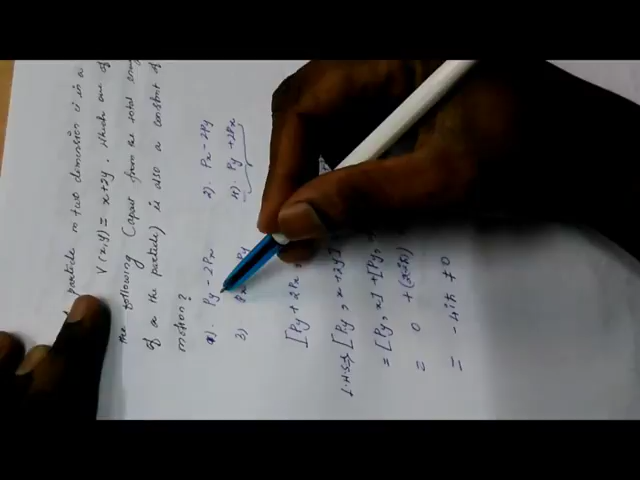 particle in two dimension is in a
V(x,y) = x+2y. which one of
the following (apart from the total
of the particle) is also a constant of
motion?
1). Py - 2Px 2). Px - 2Py
3) 4). Py + 2Px
[Py + 2Px,
L.H.S ⇒ [Py, x+2y]
= [Py, x] + [Py,
= 0 +
= -4iħ ≠ 0